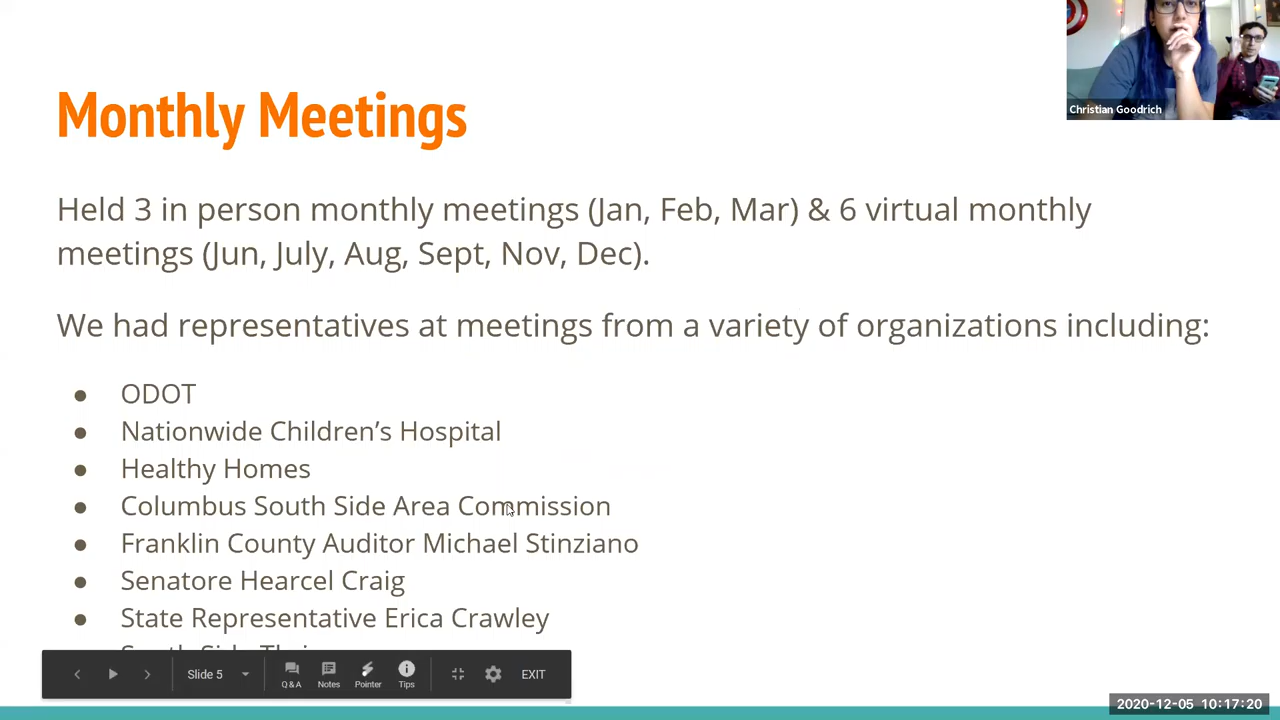 Christian Goodrich
Monthly Meetings
Held 3 in person monthly meetings (Jan, Feb, Mar) & 6 virtual monthly
meetings (Jun, July, Aug, Sept, Nov, Dec).
We had representatives at meetings from a variety of organizations including:
● ODOT
● Nationwide Children’s Hospital
● Healthy Homes
● Columbus South Side Area Commission
● Franklin County Auditor Michael Stinziano
● Senatore Hearcel Craig
● State Representative Erica Crawley
South Side
Slide 5
Q & A
Notes
Pointer
Tips
EXIT
2020-12-05 10:17:20